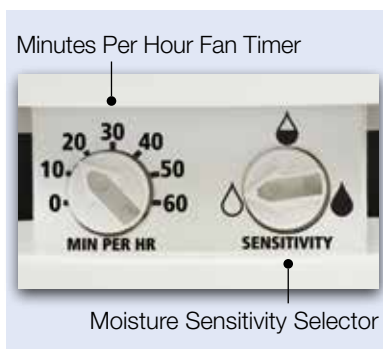 Minutes Per Hour Fan Timer
30
20 40
10 50
0 60
MIN PER HR SENSITIVITY
Moisture Sensitivity Selector